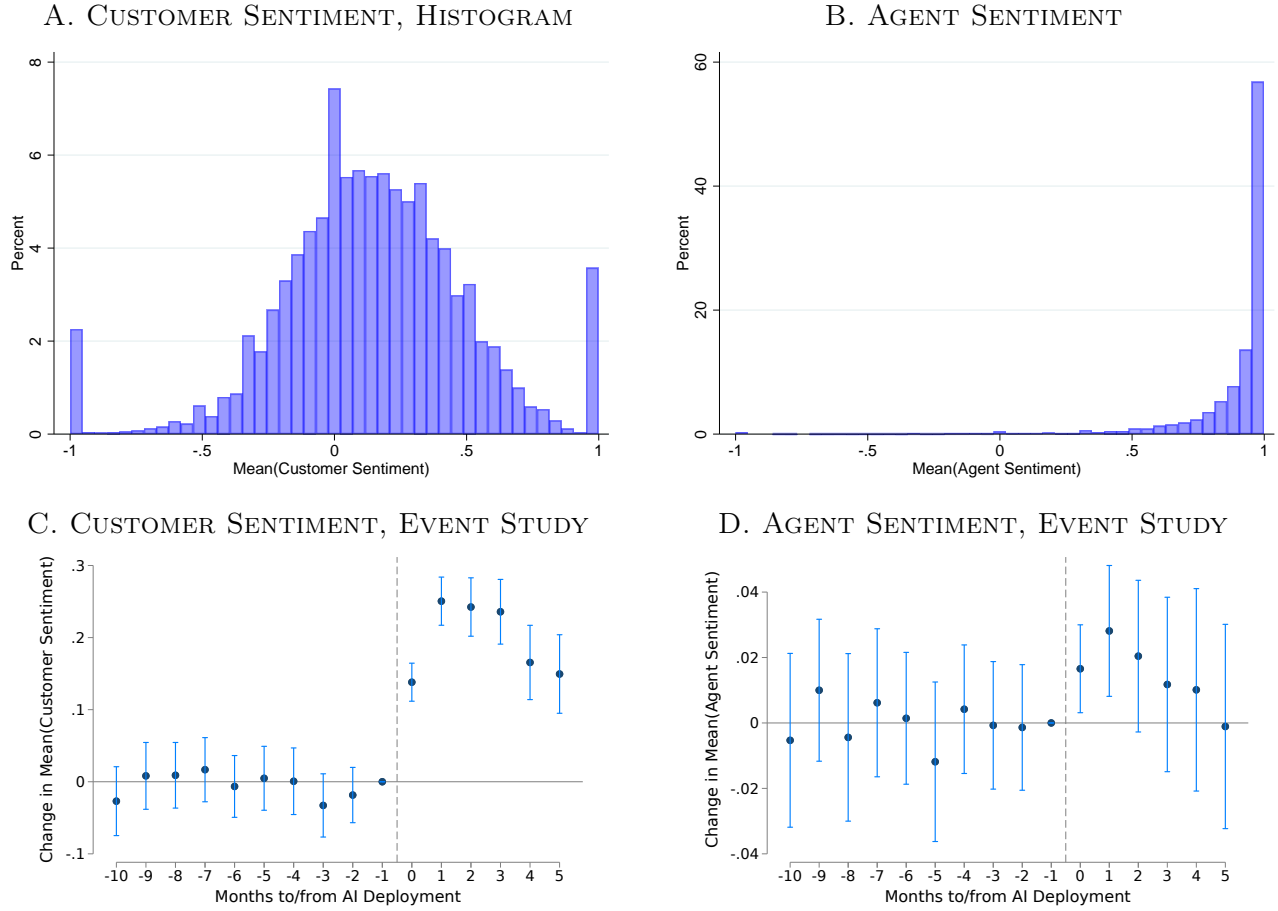 A. Customer Sentiment, Histogram
8
6
4
2
0
Percent
-1
-.5
0
.5
1
Mean(Customer Sentiment)
B. Agent Sentiment
60
40
20
0
Percent
-1
-.5
0
.5
1
Mean(Agent Sentiment)
C. Customer Sentiment, Event Study
.3
.2
.1
0
-.1
Change in Mean(Customer Sentiment)
-10 -9 -8 -7 -6 -5 -4 -3 -2 -1 0 1 2 3 4 5
Months to/from AI Deployment
D. Agent Sentiment, Event Study
.04
.02
0
-.02
-.04
Change in Mean(Agent Sentiment)
-10 -9 -8 -7 -6 -5 -4 -3 -2 -1 0 1 2 3 4 5
Months to/from AI Deployment